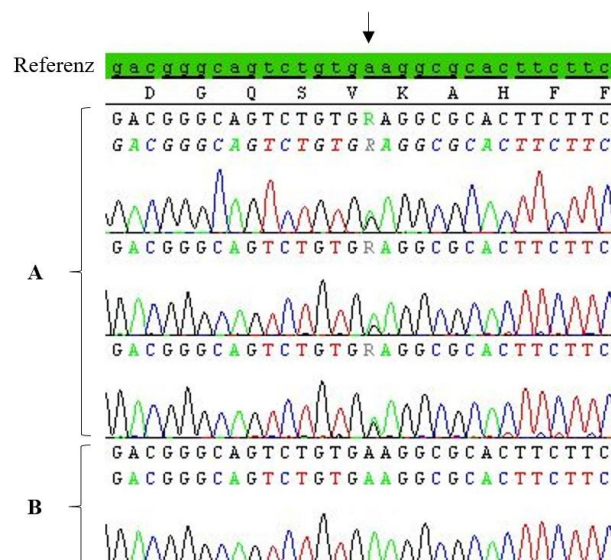 Referenz gacgggcagtctgtgaaggcgcacttcttc
D G Q S V K A H F F
GACGGGCAGTCTGTGRAGGCGCACTTCTTC
GACGGGCAGTCTGTGRAGGCGCACTTCTTC
GACGGGCAGTCTGTGRAGGCGCACTTCTTC
A
GACGGGCAGTCTGTGRAGGCGCACTTCTTC
GACGGGCAGTCTGTGAAGGCGCACTTCTTC
GACGGGCAGTCTGTGAAGGCGCACTTCTTC
B